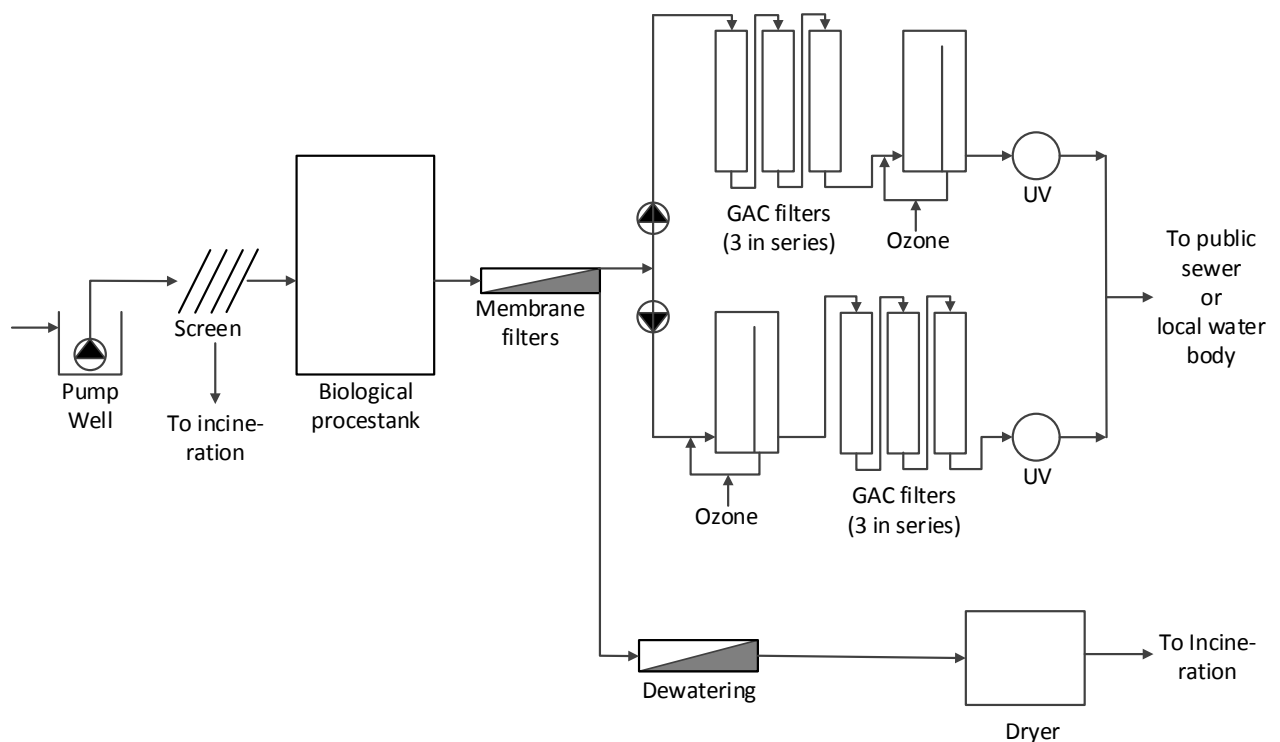 Pump
Well
Screen
To incine-
ration
Biological
procestank
Membrane
filters
GAC filters
(3 in series)
Ozone
UV
Ozone
GAC filters
(3 in series)
UV
To public
sewer
or
local water
body
Dewatering
Dryer
To Incine-
ration